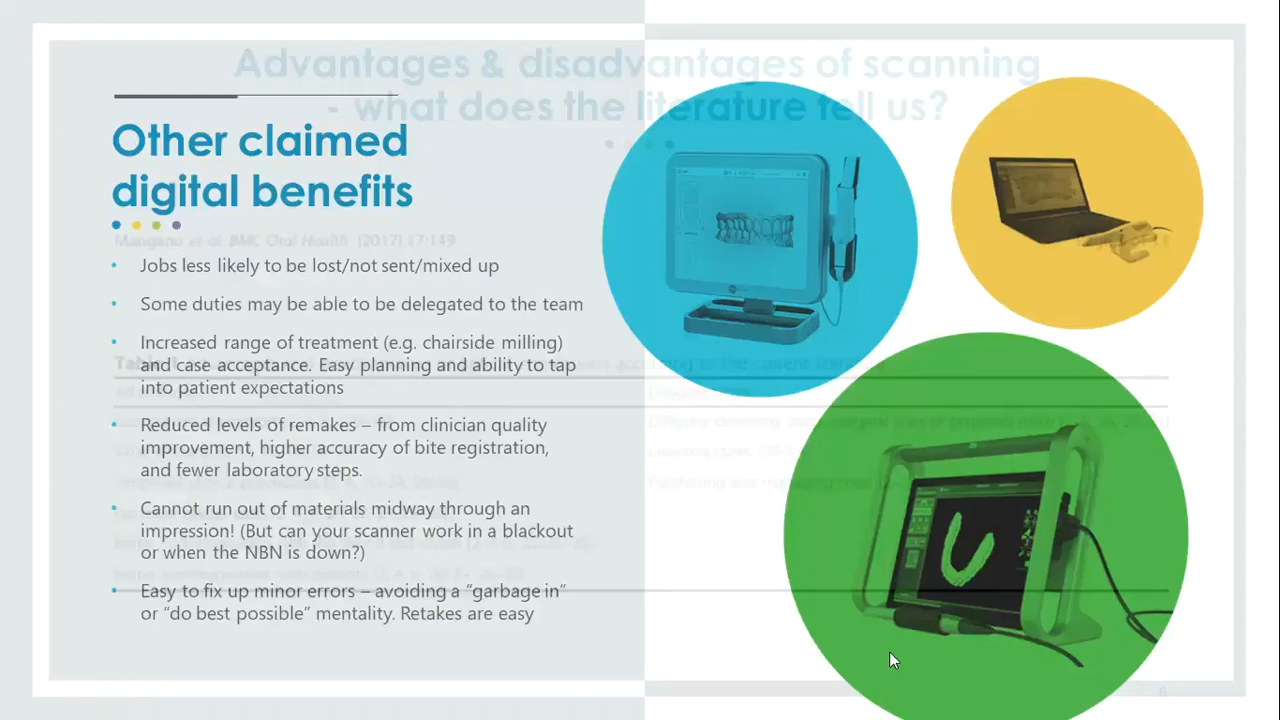 Advantages & disadvantages of scanning
- what does the literature tell us?
Other claimed
digital benefits
Mangano et al. BMC Oral Health (2017) 17:149
• Jobs less likely to be lost/not sent/mixed up
• Some duties may be able to be delegated to the team
• Increased range of treatment (e.g. chairside milling)
and case acceptance. Easy planning and ability to tap
into patient expectations
• Reduced levels of remakes – from clinician quality
improvement, higher accuracy of bite registration,
and fewer laboratory steps.
• Cannot run out of materials midway through an
impression! (But can your scanner work in a blackout
or when the NBN is down?)
• Easy to fix up minor errors – avoiding a “garbage in”
or “do best possible” mentality. Retakes are easy
8